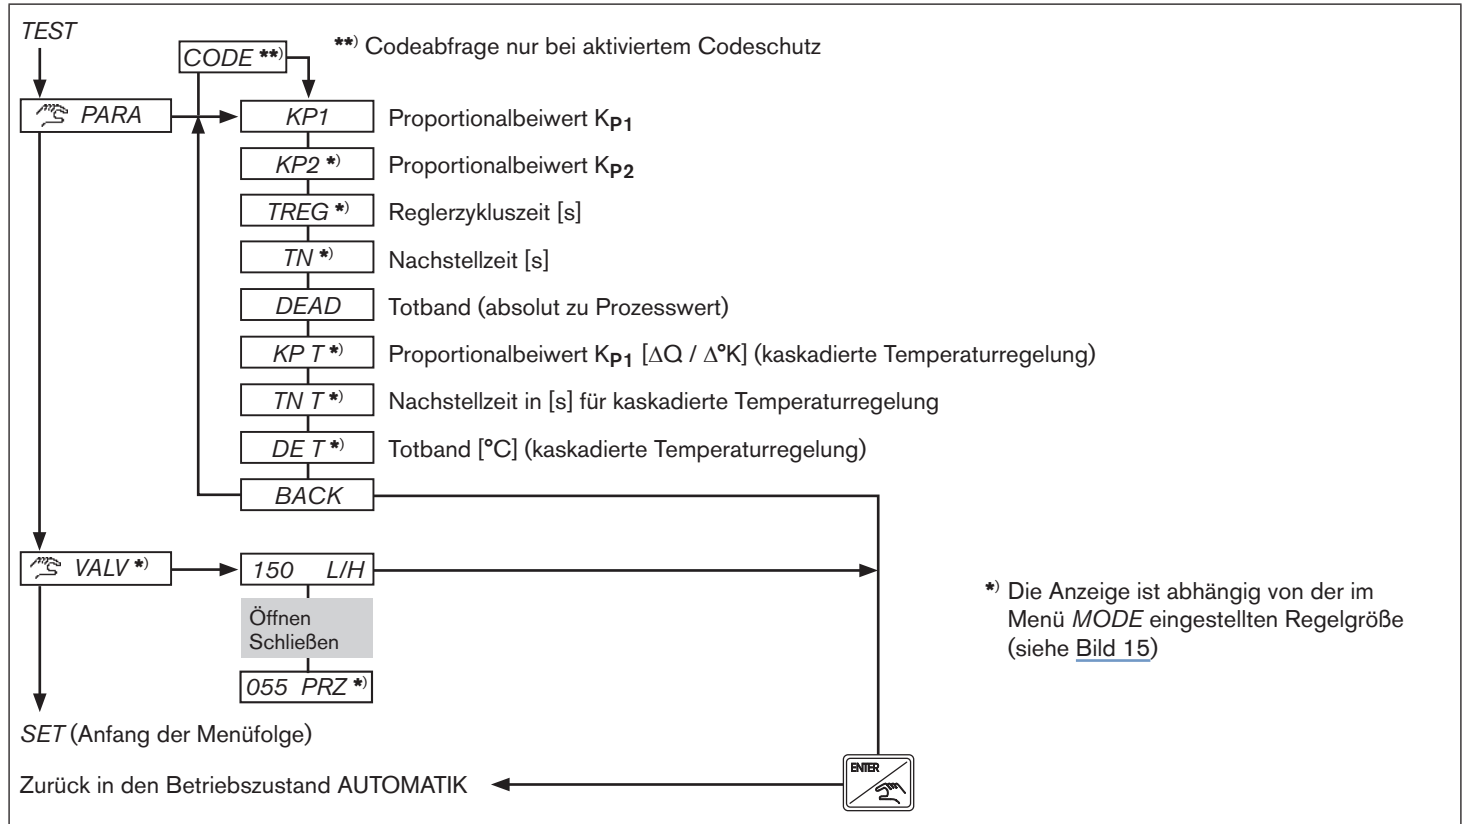 TEST
CODE **)
**) Codeabfrage nur bei aktiviertem Codeschutz
PARA
KP1 Proportionalbeiwert KP1
KP2 *) Proportionalbeiwert KP2
TREG *) Reglerzykluszeit [s]
TN *) Nachstellzeit [s]
DEAD Totband (absolut zu Prozesswert)
KP T *) Proportionalbeiwert KP1 [ΔQ / Δ°K] (kaskadierte Temperaturregelung)
TN T *) Nachstellzeit in [s] für kaskadierte Temperaturregelung
DE T *) Totband [°C] (kaskadierte Temperaturregelung)
BACK
VALV *)
150 L/H
Öffnen
Schließen
055 PRZ *)
*) Die Anzeige ist abhängig von der im
Menü MODE eingestellten Regelgröße
(siehe Bild 15)
SET (Anfang der Menüfolge)
Zurück in den Betriebszustand AUTOMATIK
ENTER